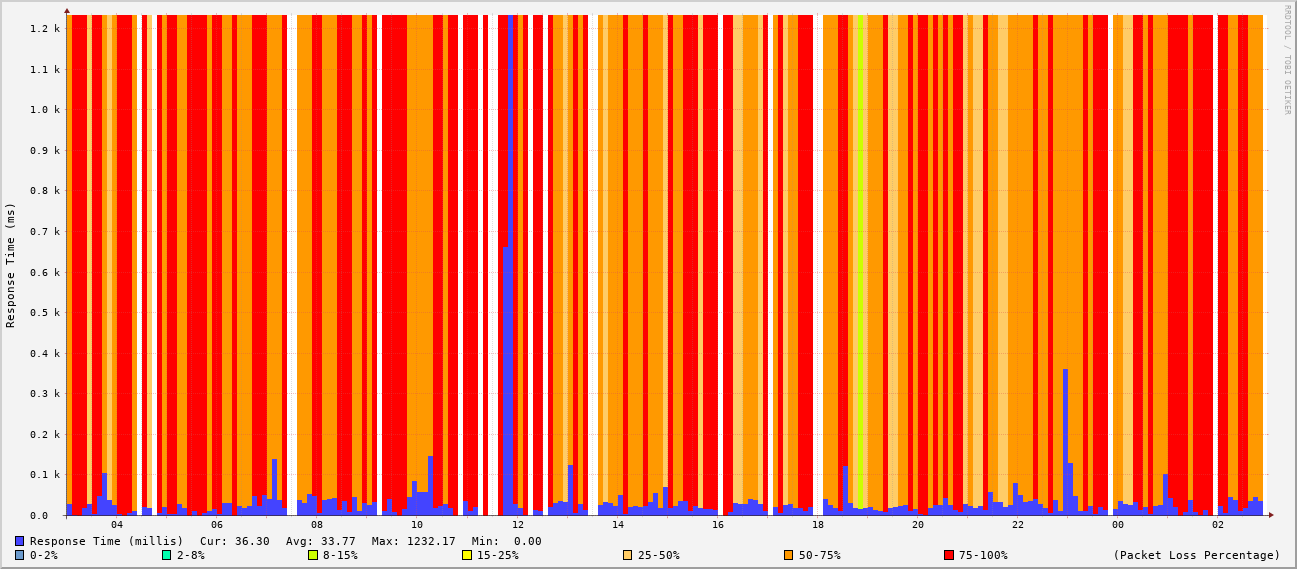 RRDTOOL / TOBI OETIKER
Response Time (ms)
1.2 k
1.1 k
1.0 k
0.9 k
0.8 k
0.7 k
0.6 k
0.5 k
0.4 k
0.3 k
0.2 k
0.1 k
0.0
04 06 08 10 12 14 16 18 20 22 00 02
Response Time (millis) Cur: 36.30 Avg: 33.77 Max: 1232.17 Min: 0.00
0-2% 2-8% 8-15% 15-25% 25-50% 50-75% 75-100% (Packet Loss Percentage)